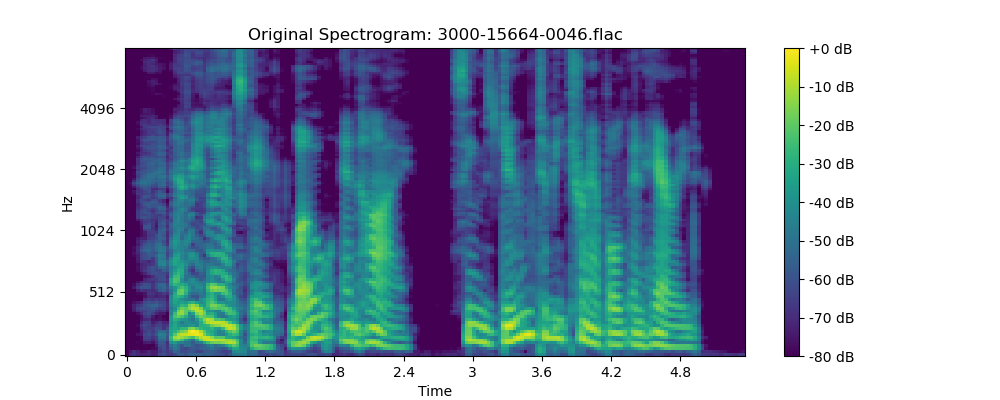 Original Spectrogram: 3000-15664-0046.flac
Hz
4096
2048
1024
512
0
0 0.6 1.2 1.8 2.4 3 3.6 4.2 4.8
Time
+0 dB
-10 dB
-20 dB
-30 dB
-40 dB
-50 dB
-60 dB
-70 dB
-80 dB